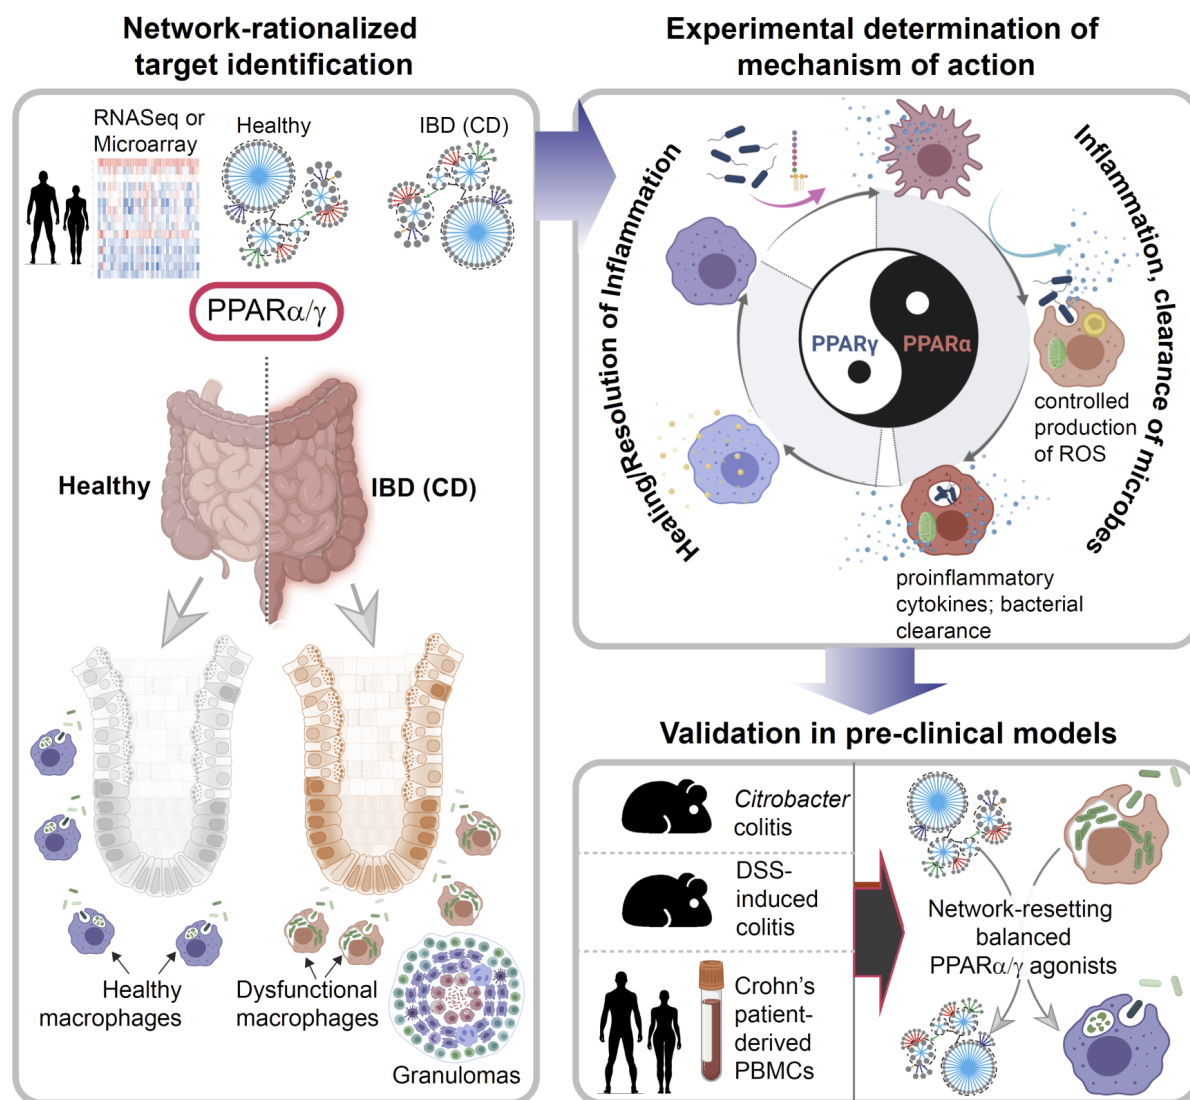 Network-rationalized
target identification
RNASeq or
Microarray
Healthy
IBD (CD)
PPARα/γ
Healthy
IBD (CD)
Healthy
macrophages
Dysfunctional
macrophages
Granulomas
Experimental determination of
mechanism of action
Healing/Resolution of Inflammation
Inflammation, clearance of microbes
PPARγ
PPARα
controlled
production
of ROS
proinflammatory
cytokines; bacterial
clearance
Validation in pre-clinical models
Citrobacter
colitis
DSS-
induced
colitis
Crohn’s
patient-
derived
PBMCs
Network-resetting
balanced
PPARα/γ agonists